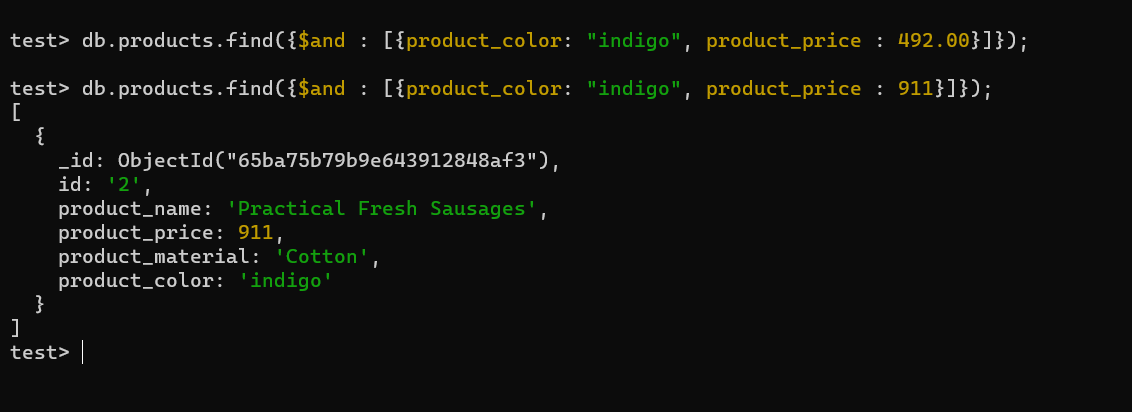 test> db.products.find({$and : [{product_color: "indigo", product_price : 492.00}]});
test> db.products.find({$and : [{product_color: "indigo", product_price : 911}]});
[
  {
    _id: ObjectId("65ba75b79b9e643912848af3"),
    id: '2',
    product_name: 'Practical Fresh Sausages',
    product_price: 911,
    product_material: 'Cotton',
    product_color: 'indigo'
  }
]
test>